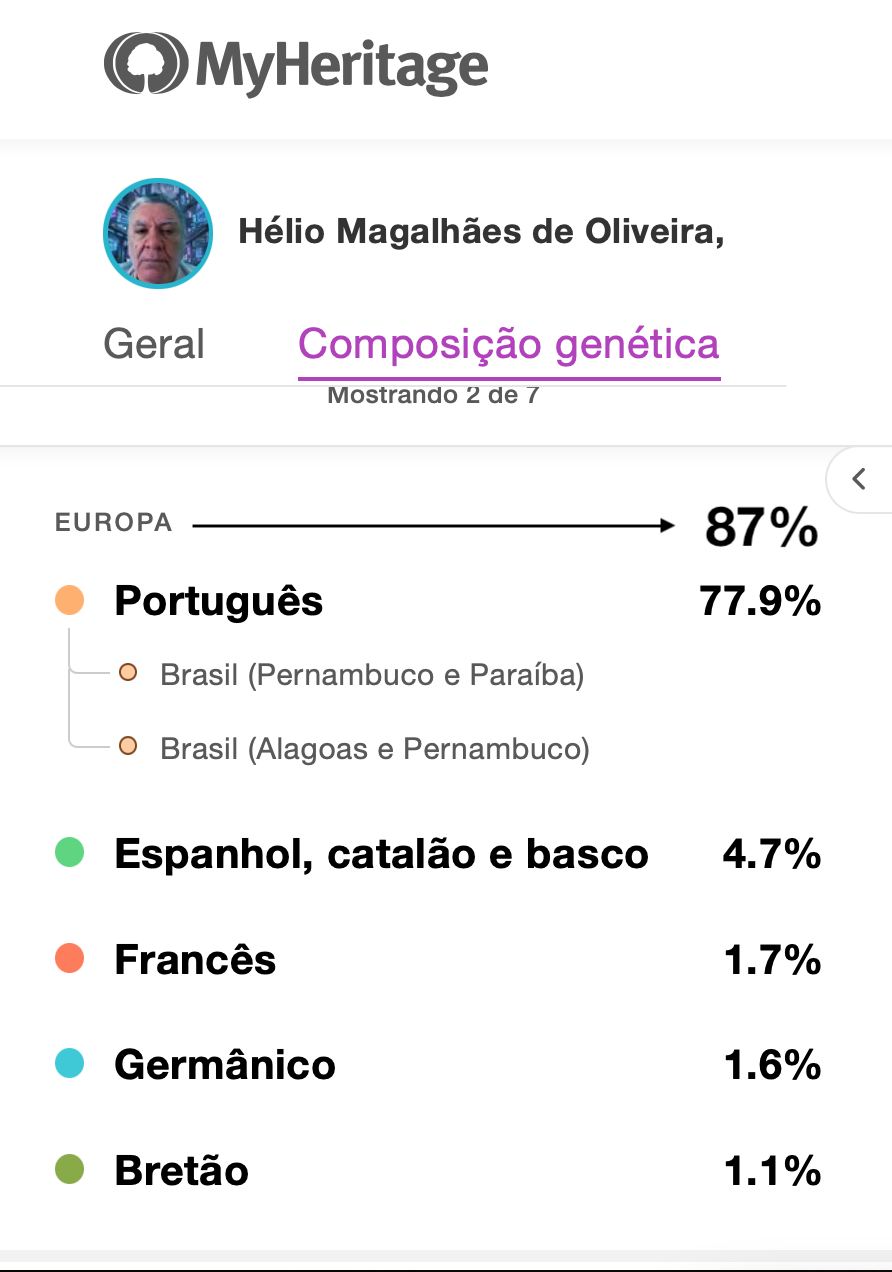 MyHeritage
Hélio Magalhães de Oliveira,
Geral Composição genética
Mostrando 2 de 7
EUROPA 87%
Português 77.9%
Brasil (Pernambuco e Paraíba)
Brasil (Alagoas e Pernambuco)
Espanhol, catalão e basco 4.7%
Francês 1.7%
Germânico 1.6%
Bretão 1.1%